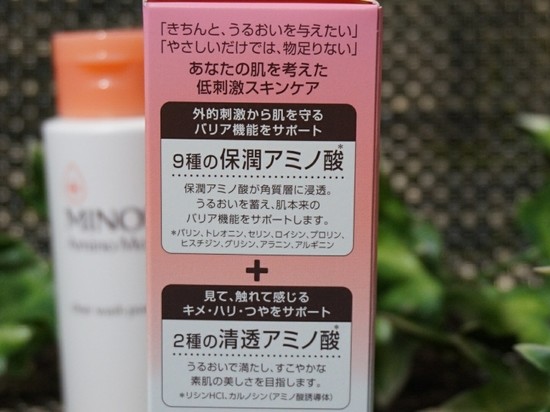 「きちんと、うるおいを与えたい」
「やさしいだけでは、物足りない」
あなたの肌を考えた
低刺激スキンケア
外的刺激から肌を守る
バリア機能をサポート
9種の保潤アミノ酸*
保潤アミノ酸が角質層に浸透。
うるおいを蓄え、肌本来の
バリア機能をサポートします。
*バリン、トレオニン、セリン、ロイシン、プロリン、
ヒスチジン、グリシン、アラニン、アルギニン
+
見て、触れて感じる
キメ・ハリ・つやをサポート
2種の清透アミノ酸*
うるおいで満たし、すこやかな
素肌の美しさを目指します。
*リシンHCl、カルノシン(アミノ酸誘導体)
MINO
Amino Mo